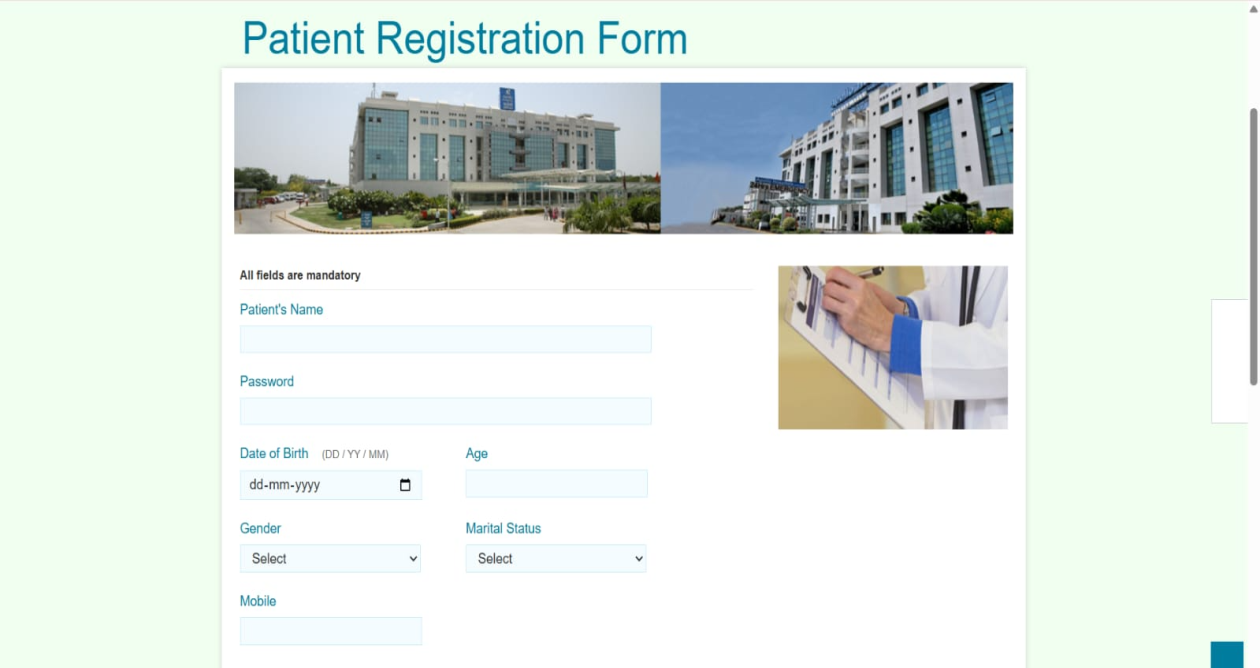 Patient Registration Form
All fields are mandatory
Patient's Name
Password
Date of Birth (DD / YY / MM) Age
dd-mm-yyyy
Gender Marital Status
Select Select
Mobile